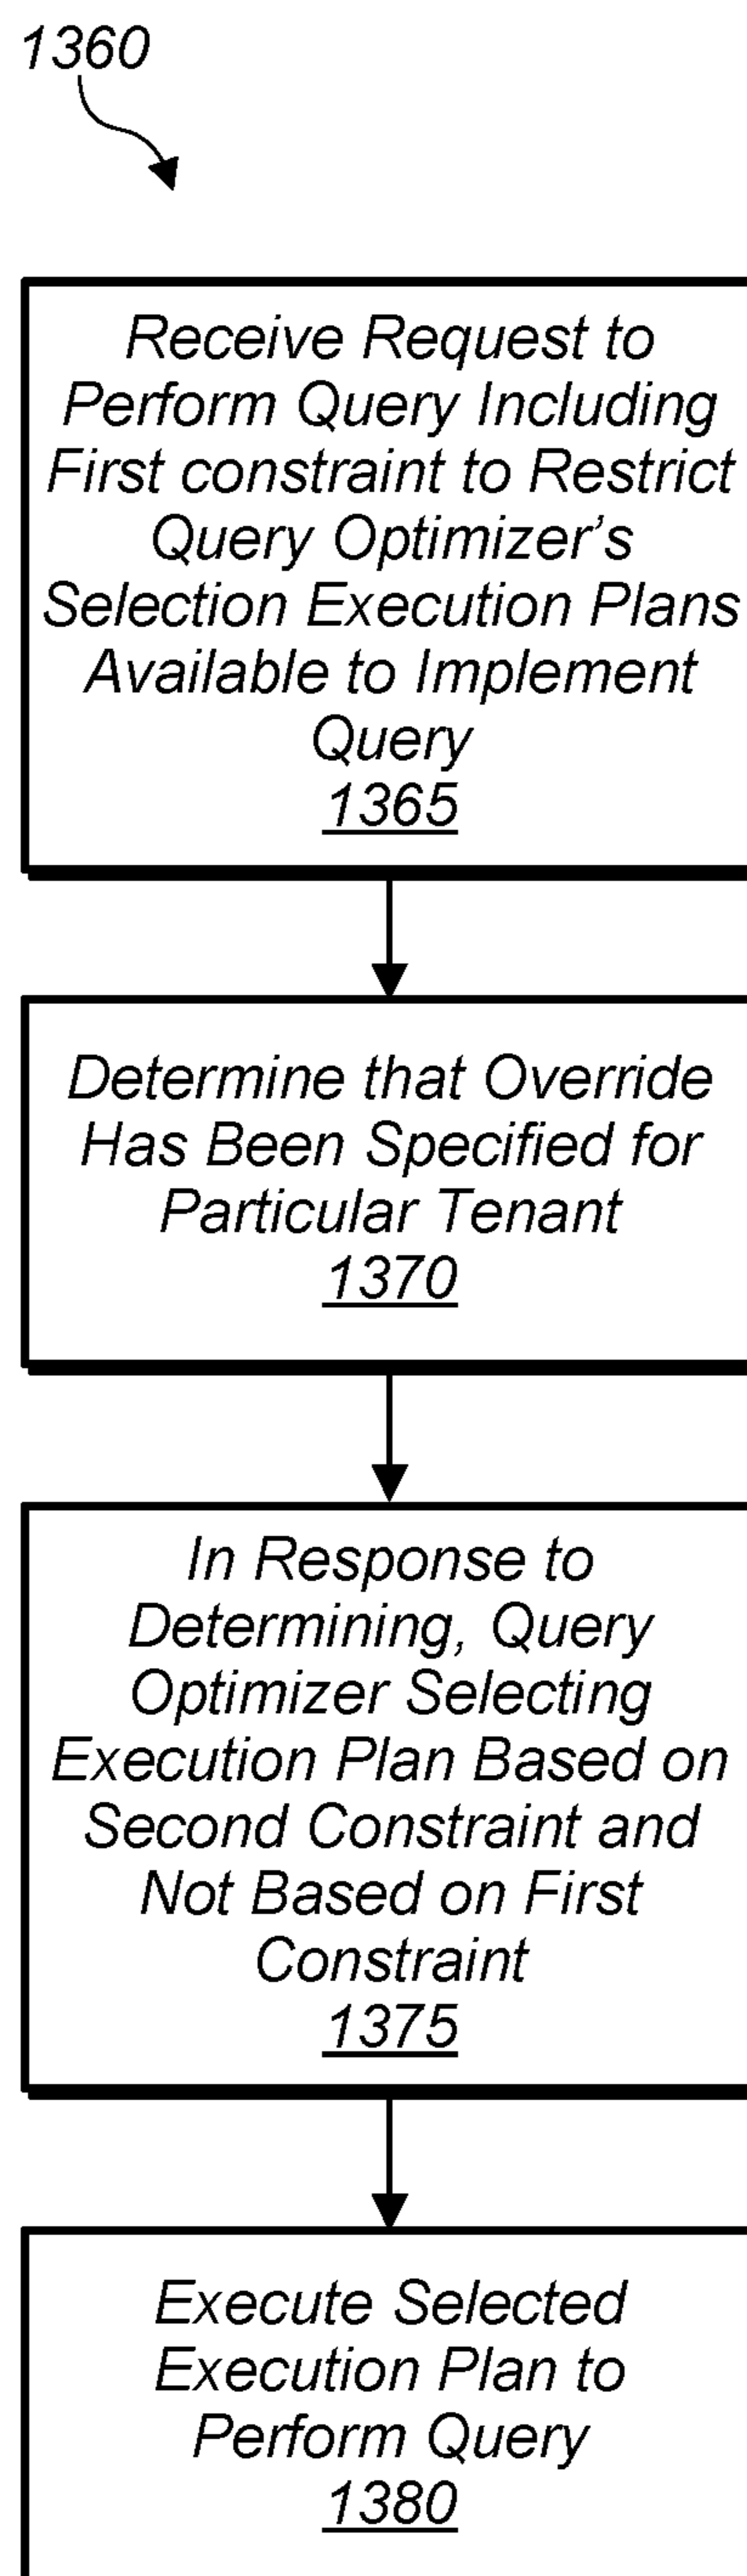 1360
Receive Request to
Perform Query Including
First constraint to Restrict
Query Optimizer's
Selection Execution Plans
Available to Implement
Query
1365
Determine that Override
Has Been Specified for
Particular Tenant
1370
In Response to
Determining, Query
Optimizer Selecting
Execution Plan Based on
Second Constraint and
Not Based on First
Constraint
1375
Execute Selected
Execution Plan to
Perform Query
1380